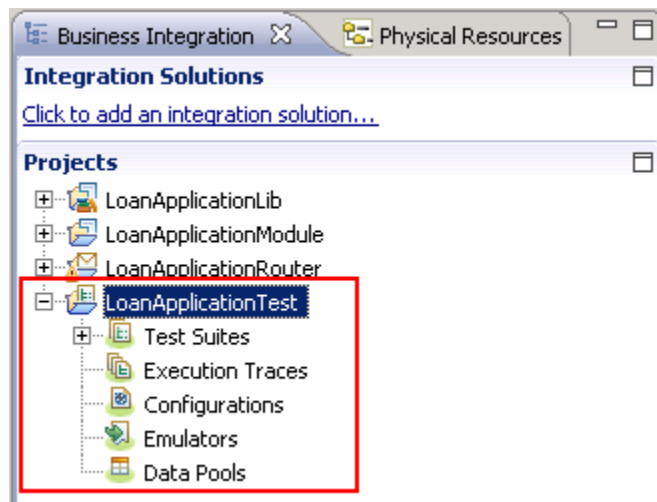 Business Integration Physical Resources
Integration Solutions
Click to add an integration solution...
Projects
LoanApplicationLib
LoanApplicationModule
LoanApplicationRouter
LoanApplicationTest
Test Suites
Execution Traces
Configurations
Emulators
Data Pools